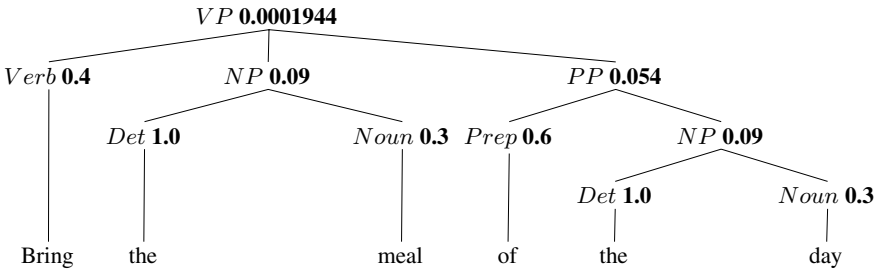 VP 0.0001944
Verb 0.4 NP 0.09 PP 0.054
Det 1.0 Noun 0.3 Prep 0.6 NP 0.09
Det 1.0 Noun 0.3
Bring the meal of the day